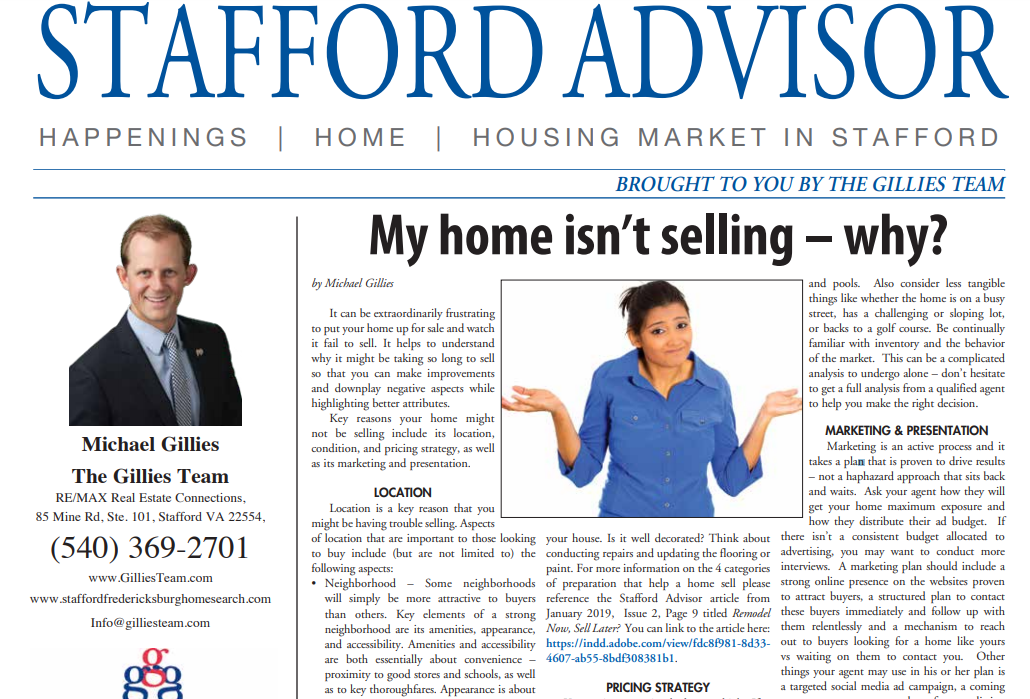 STAFFORD ADVISOR
HAPPENINGS | HOME | HOUSING MARKET IN STAFFORD
BROUGHT TO YOU BY THE GILLIES TEAM
Michael Gillies
The Gillies Team
RE/MAX Real Estate Connections,
85 Mine Rd, Ste. 101, Stafford VA 22554,
(540) 369-2701
www.GilliesTeam.com
www.staffordfredericksburghomesearch.com
Info@gilliesteam.com
ggg
My home isn't selling – why?
by Michael Gillies
It can be extraordinarily frustrating
to put your home up for sale and watch
it fail to sell. It helps to understand
why it might be taking so long to sell
so that you can make improvements
and downplay negative aspects while
highlighting better attributes.
Key reasons your home might
not be selling include its location,
condition, and pricing strategy, as well
as its marketing and presentation.
LOCATION
Location is a key reason that you
might be having trouble selling. Aspects
of location that are important to those looking
to buy include (but are not limited to) the
following aspects:
• Neighborhood – Some neighborhoods
will simply be more attractive to buyers
than others. Key elements of a strong
neighborhood are its amenities, appearance,
and accessibility. Amenities and accessibility
are both essentially about convenience –
proximity to good stores and schools, as well
as to key thoroughfares. Appearance is about
your house. Is it well decorated? Think about
conducting repairs and updating the flooring or
paint. For more information on the 4 categories
of preparation that help a home sell please
reference the Stafford Advisor article from
January 2019, Issue 2, Page 9 titled Remodel
Now, Sell Later? You can link to the article here:
https://indd.adobe.com/view/fdc8f981-8d33-
4607-ab55-8bdf308381b1.
PRICING STRATEGY
and pools. Also consider less tangible
things like whether the home is on a busy
street, has a challenging or sloping lot,
or backs to a golf course. Be continually
familiar with inventory and the behavior
of the market. This can be a complicated
analysis to undergo alone – don't hesitate
to get a full analysis from a qualified agent
to help you make the right decision.
MARKETING & PRESENTATION
Marketing is an active process and it
takes a plan that is proven to drive results
– not a haphazard approach that sits back
and waits. Ask your agent how they will
get your home maximum exposure and
how they distribute their ad budget. If
there isn't a consistent budget allocated to
advertising, you may want to conduct more
interviews. A marketing plan should include a
strong online presence on the websites proven
to attract buyers, a structured plan to contact
these buyers immediately and follow up with
them relentlessly and a mechanism to reach
out to buyers looking for a home like yours
vs waiting on them to contact you. Other
things your agent may use in his or her plan is
a targeted social media ad campaign, a coming